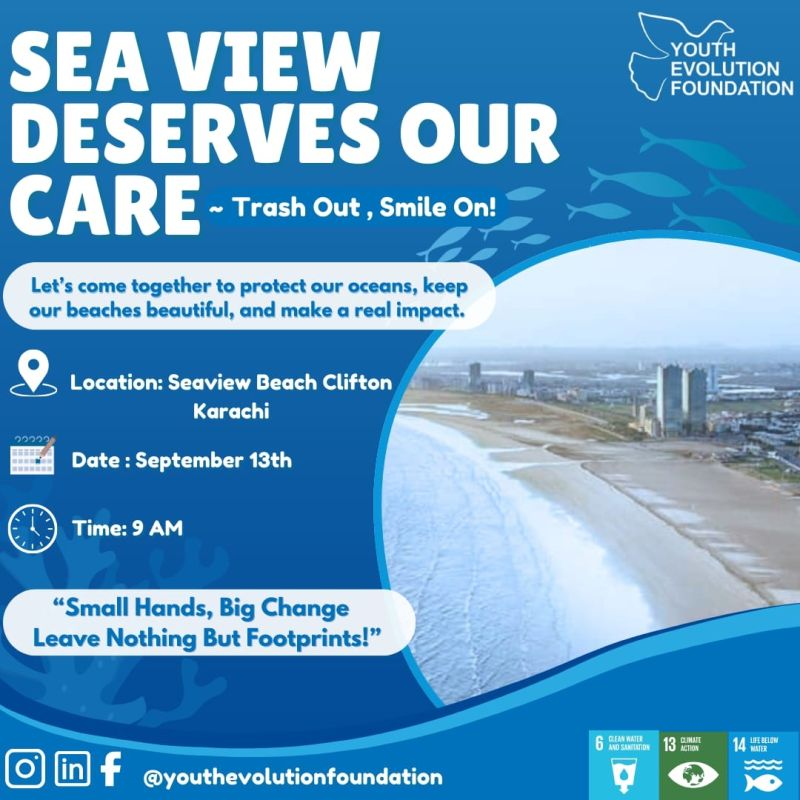 SEA VIEW
DESERVES OUR
CARE ~ Trash Out , Smile On!
YOUTH
EVOLUTION
FOUNDATION
Let's come together to protect our oceans, keep
our beaches beautiful, and make a real impact.
Location: Seaview Beach Clifton
Karachi
Date : September 13th
Time: 9 AM
“Small Hands, Big Change
Leave Nothing But Footprints!”
@youthevolutionfoundation
6 CLEAN WATER
AND SANITATION
13 CLIMATE
ACTION
14 LIFE BELOW
WATER